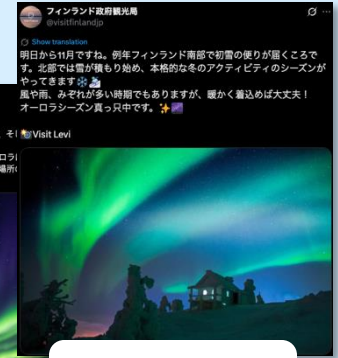 フィンランド政府観光局
@visitfinlandjp
Show translation
明日から11月ですね。例年フィンランド南部で初雪の便りが届くころで
す。北部では雪が積もり始め、本格的な冬のアクティビティのシーズンが
やってきます❄️⛄
風や雨、みぞれが多い時期でもありますが、暖かく着込めば大丈夫！
オーロラシーズン真っ只中です。✨🌌
📸Visit Levi
、そし
ロラ
場所